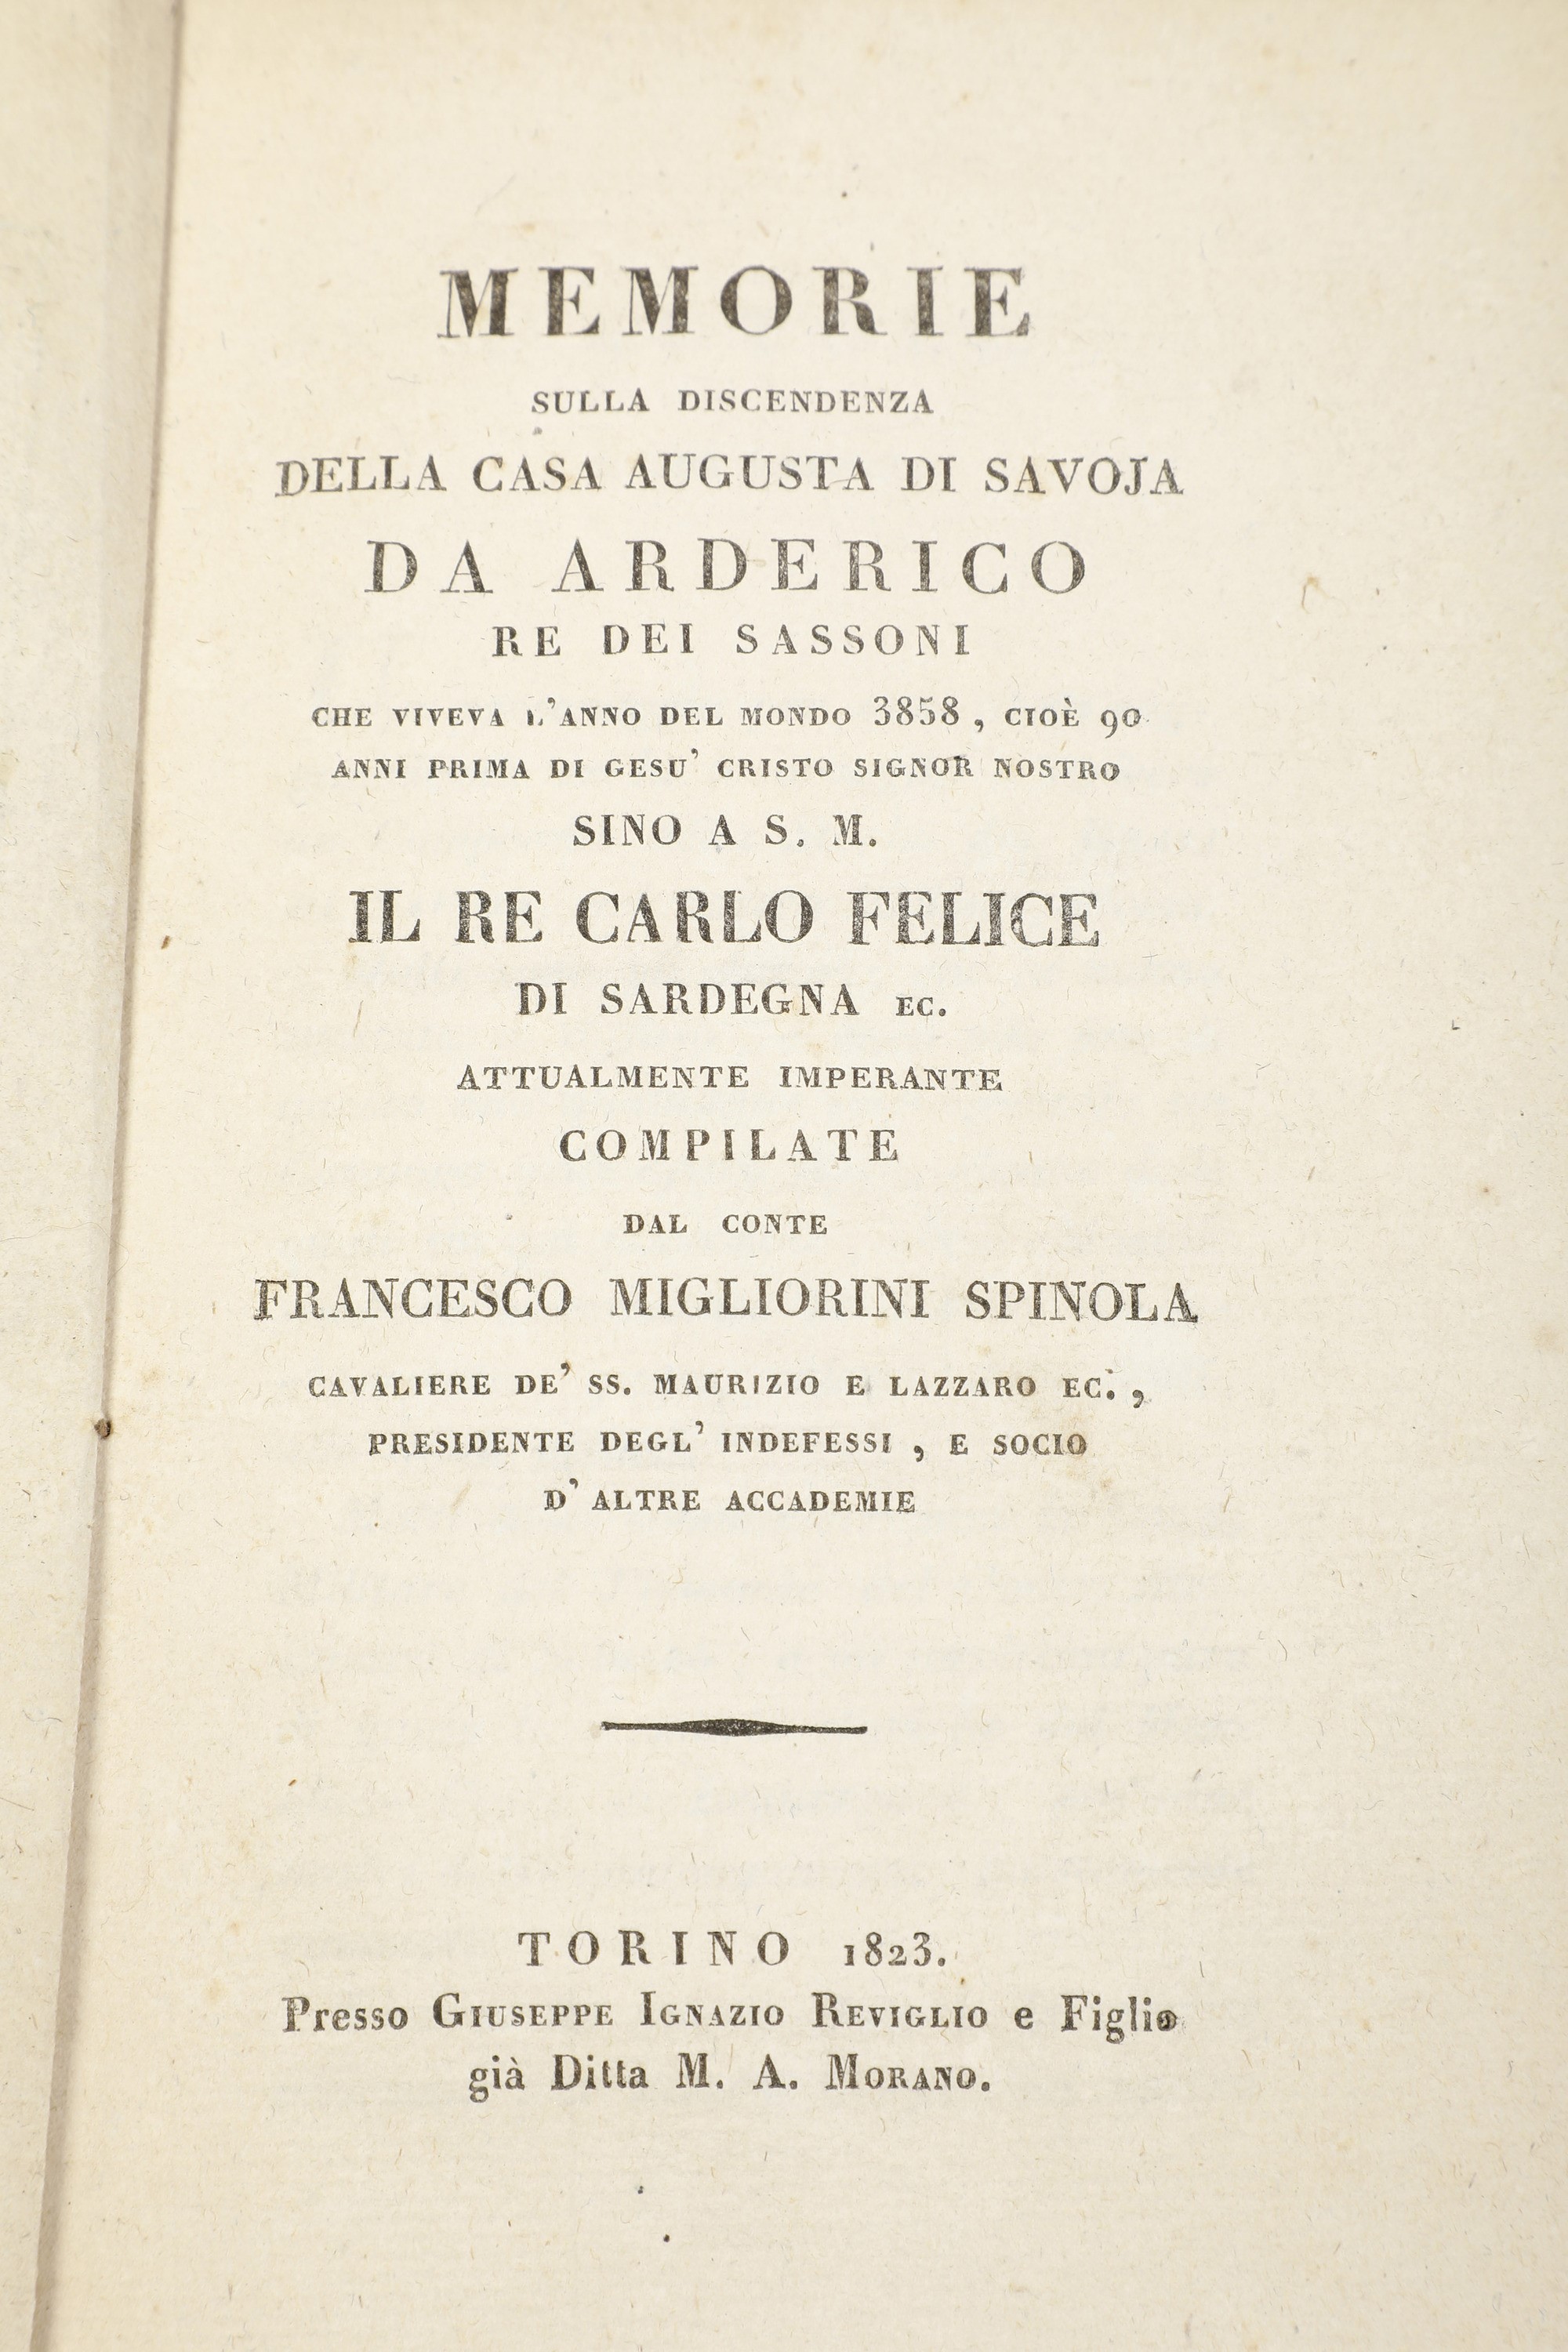 MEMORIE
SULLA DISCENDENZA
DELLA CASA AUGUSTA DI SAVOJA
DA ARDERICO
RE DEI SASSONI
CHE VIVEVA L'ANNO DEL MONDO 3858 , CIOÈ 90
ANNI PRIMA DI GESU' CRISTO SIGNOR NOSTRO
SINO A S. M.
IL RE CARLO FELICE
DI SARDEGNA EC.
ATTUALMENTE IMPERANTE
COMPILATE
DAL CONTE
FRANCESCO MIGLIORINI SPINOLA
CAVALIERE DE' SS. MAURIZIO E LAZZARO EC. ,
PRESIDENTE DEGL' INDEFESSI , E SOCIO
D' ALTRE ACCADEMIE
TORINO 1823.
Presso GIUSEPPE IGNAZIO REVIGLIO e Figlio
già Ditta M. A. MORANO.